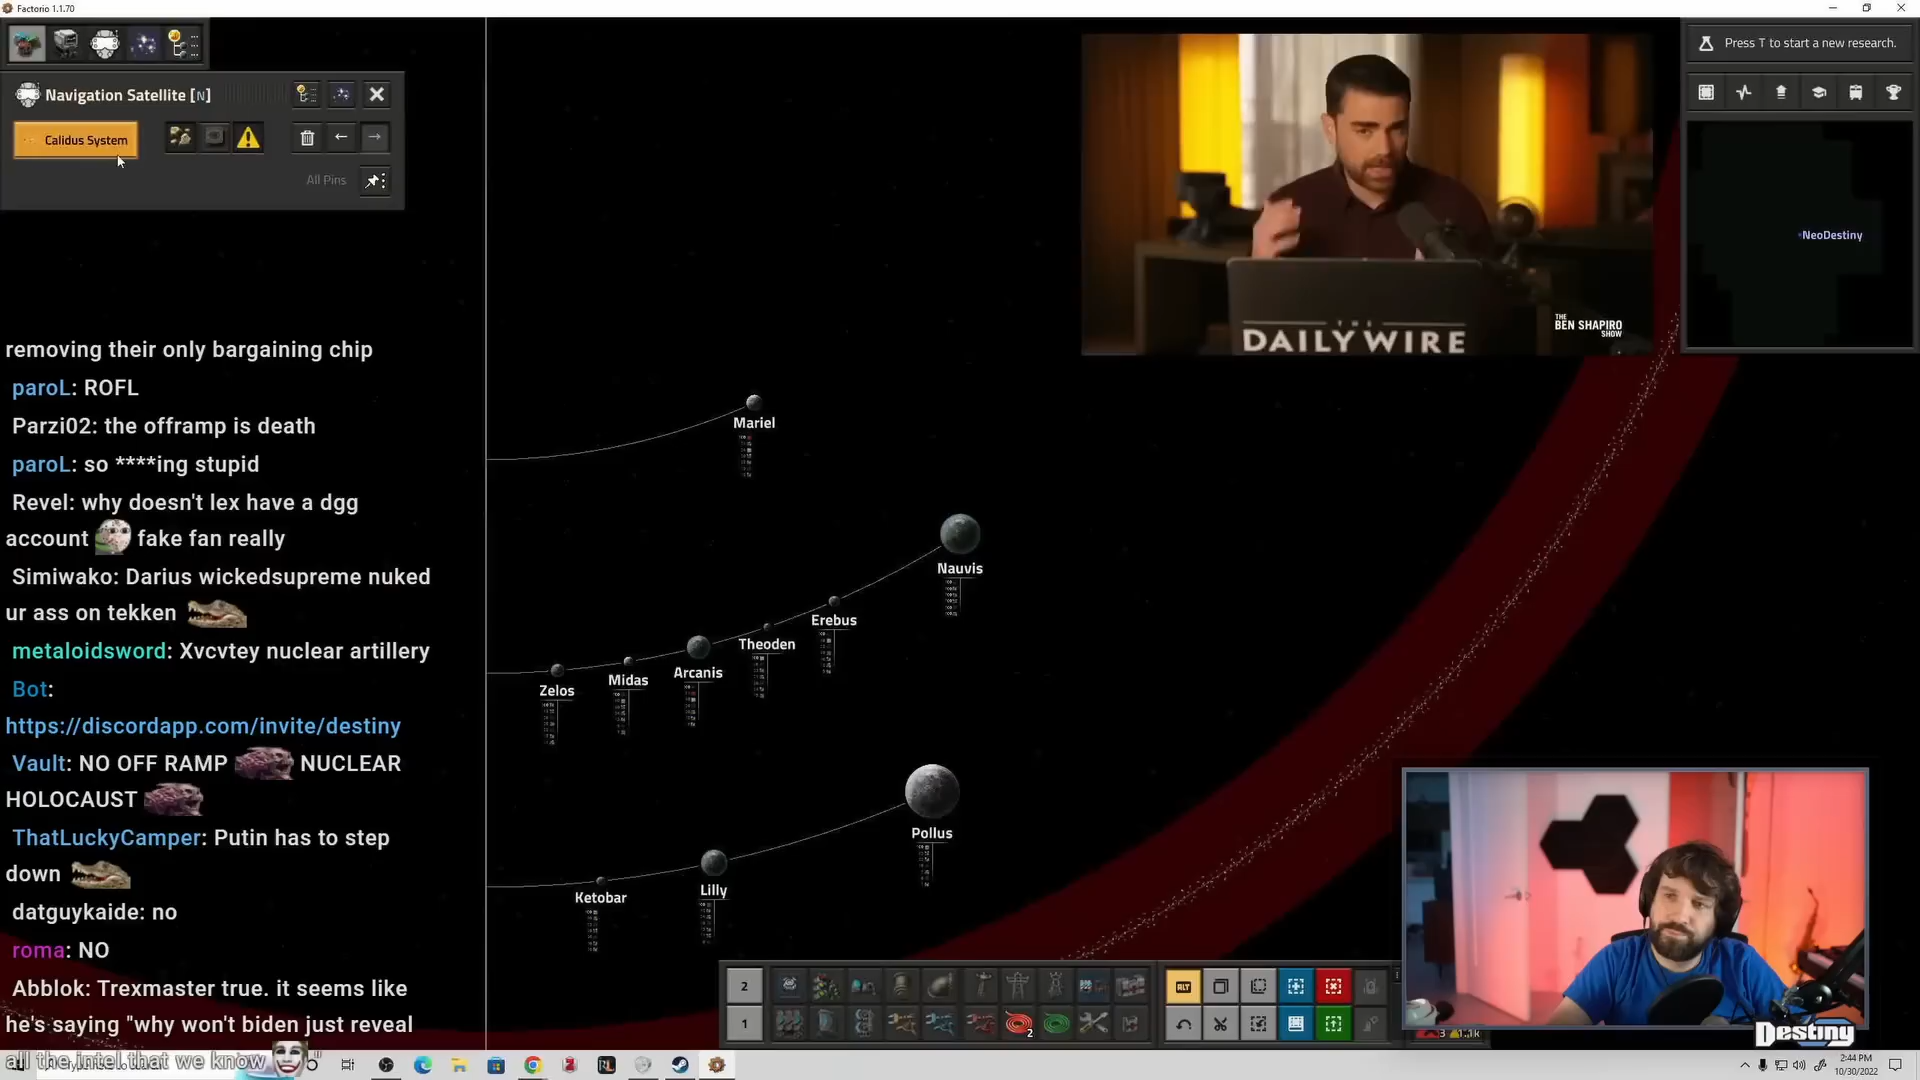 Factorio 1.1.70
Navigation Satellite [N]
Calidus System
All Pins
Press T to start a new research.
NeoDestiny
THE
DAILYWIRE
THE
BEN SHAPIRO
SHOW
removing their only bargaining chip
paroL: ROFL
Parzi02: the offramp is death
paroL: so ****ing stupid
Revel: why doesn't lex have a dgg
account fake fan really
Simiwako: Darius wickedsupreme nuked
ur ass on tekken
metaloidsword: Xvcvtey nuclear artillery
Bot:
https://discordapp.com/invite/destiny
Vault: NO OFF RAMP NUCLEAR
HOLOCAUST
ThatLuckyCamper: Putin has to step
down
datguykaide: no
roma: NO
Abblok: Trexmaster true. it seems like
he's saying "why won't biden just reveal
all the intel that we know "
Mariel
Nauvis
Erebus
Theoden
Arcanis
Midas
Zelos
Pollus
Lilly
Ketobar
2
1
ALT
2
Destiny
2:44 PM
10/30/2022